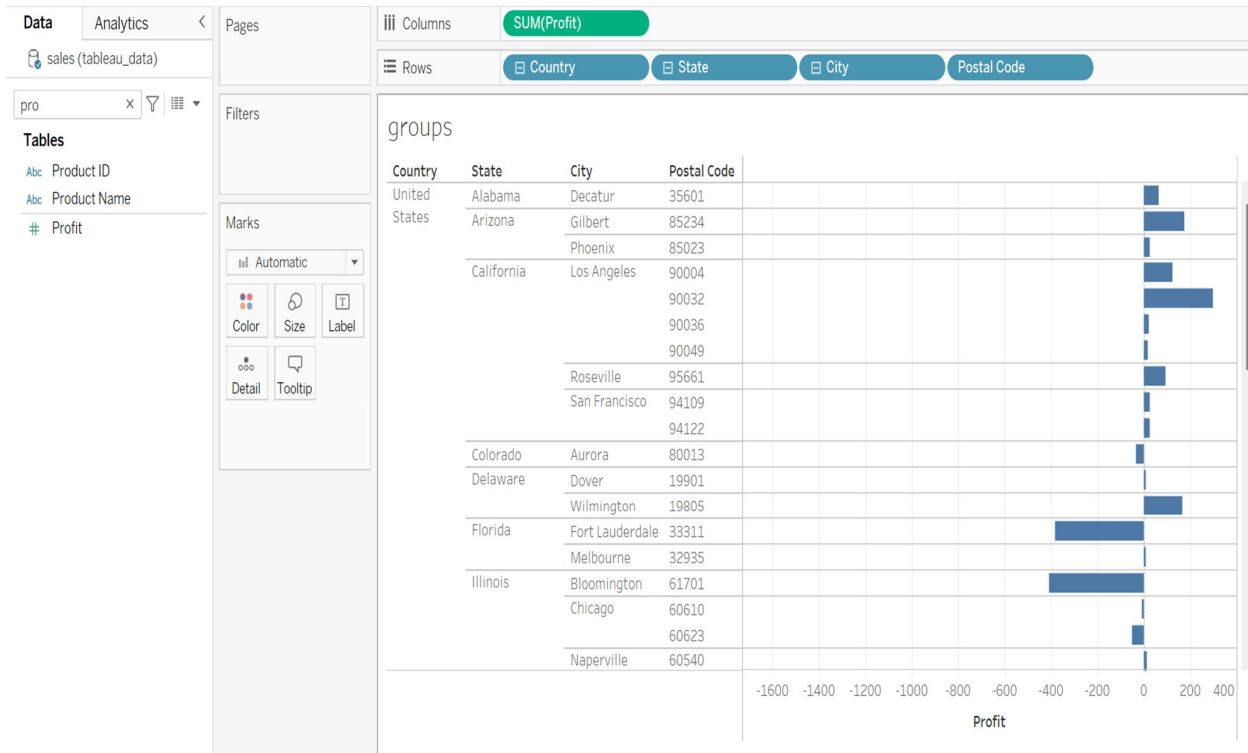 Data Analytics
sales (tableau_data)
pro
Tables
Abc Product ID
Abc Product Name
# Profit
Pages
Filters
Marks
Automatic
Color Size Label
Detail Tooltip
Columns SUM(Profit)
Rows Country State City Postal Code
groups
Country State City Postal Code
United States Alabama Decatur 35601
Arizona Gilbert 85234
Phoenix 85023
California Los Angeles 90004
90032
90036
90049
Roseville 95661
San Francisco 94109
94122
Colorado Aurora 80013
Delaware Dover 19901
Wilmington 19805
Florida Fort Lauderdale 33311
Melbourne 32935
Illinois Bloomington 61701
Chicago 60610
60623
Naperville 60540
-1600 -1400 -1200 -1000 -800 -600 -400 -200 0 200 400
Profit